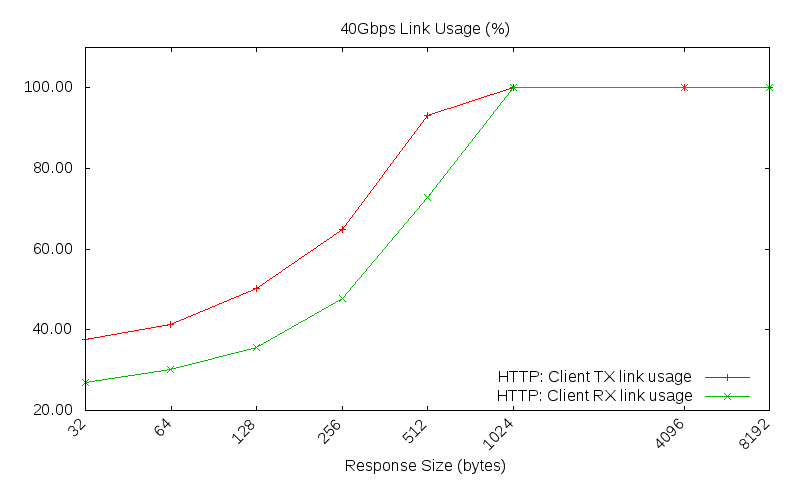 40Gbps Link Usage (%)
100.00
80.00
60.00
40.00
20.00
HTTP: Client TX link usage
HTTP: Client RX link usage
32 64 128 256 512 1024 4096 8192
Response Size (bytes)